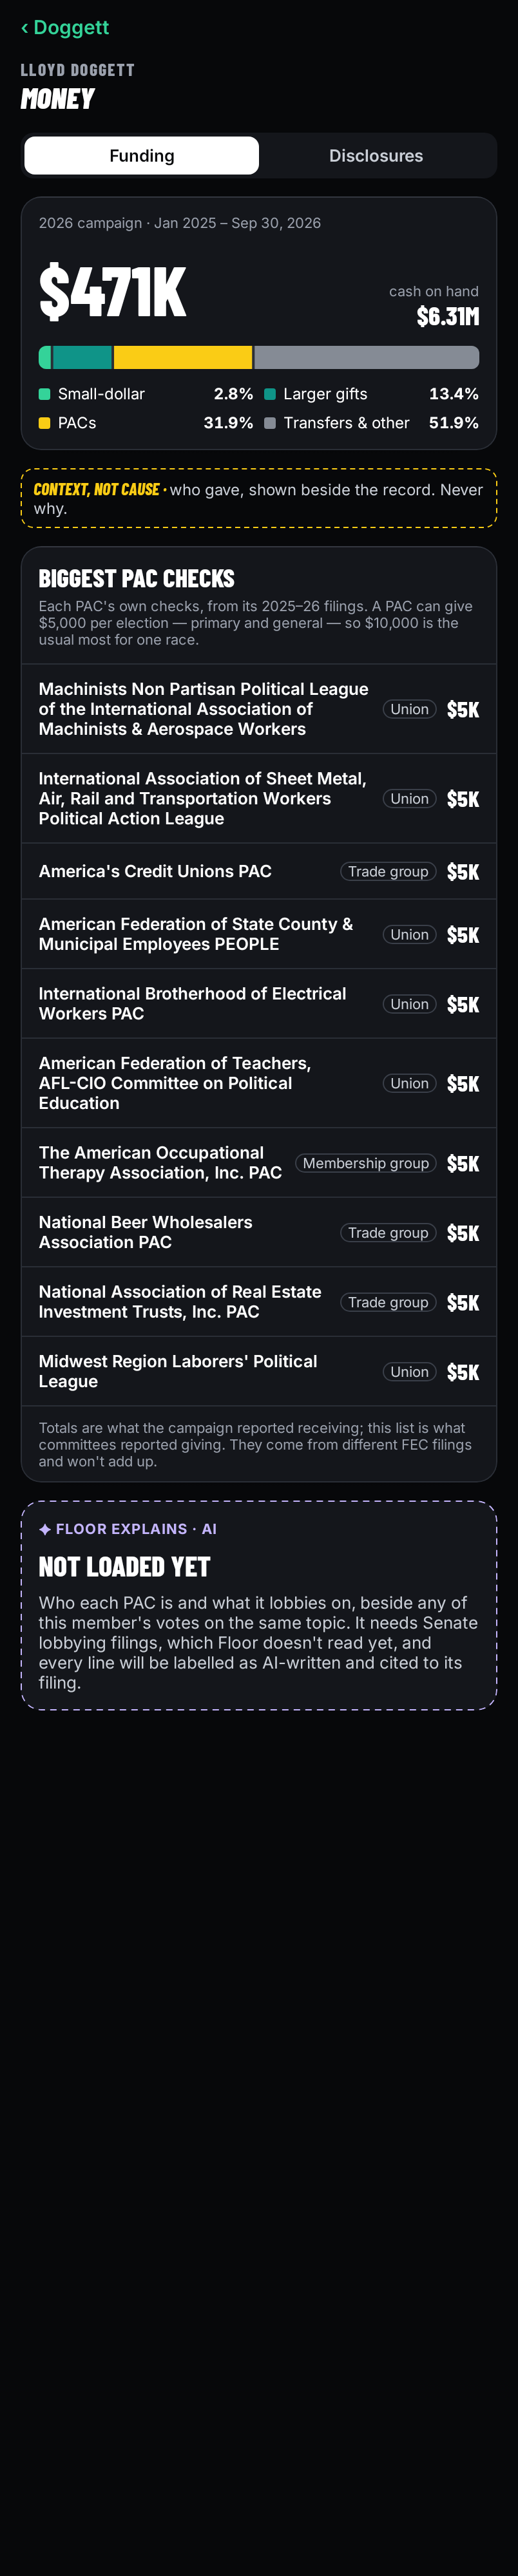 ‹ Doggett
LLOYD DOGGETT
MONEY
Funding
Disclosures
2026 campaign · Jan 2025 – Sep 30, 2026
$471K
cash on hand
$6.31M
Small-dollar 2.8%
Larger gifts 13.4%
PACs 31.9%
Transfers & other 51.9%
CONTEXT, NOT CAUSE · who gave, shown beside the record. Never
why.
BIGGEST PAC CHECKS
Each PAC's own checks, from its 2025–26 filings. A PAC can give
$5,000 per election — primary and general — so $10,000 is the
usual most for one race.
Machinists Non Partisan Political League
of the International Association of
Machinists & Aerospace Workers
Union $5K
International Association of Sheet Metal,
Air, Rail and Transportation Workers
Political Action League
Union $5K
America's Credit Unions PAC
Trade group $5K
American Federation of State County &
Municipal Employees PEOPLE
Union $5K
International Brotherhood of Electrical
Workers PAC
Union $5K
American Federation of Teachers,
AFL-CIO Committee on Political
Education
Union $5K
The American Occupational
Therapy Association, Inc. PAC
Membership group $5K
National Beer Wholesalers
Association PAC
Trade group $5K
National Association of Real Estate
Investment Trusts, Inc. PAC
Trade group $5K
Midwest Region Laborers' Political
League
Union $5K
Totals are what the campaign reported receiving; this list is what
committees reported giving. They come from different FEC filings
and won't add up.
✦ FLOOR EXPLAINS · AI
NOT LOADED YET
Who each PAC is and what it lobbies on, beside any of
this member's votes on the same topic. It needs Senate
lobbying filings, which Floor doesn't read yet, and
every line will be labelled as AI-written and cited to its
filing.